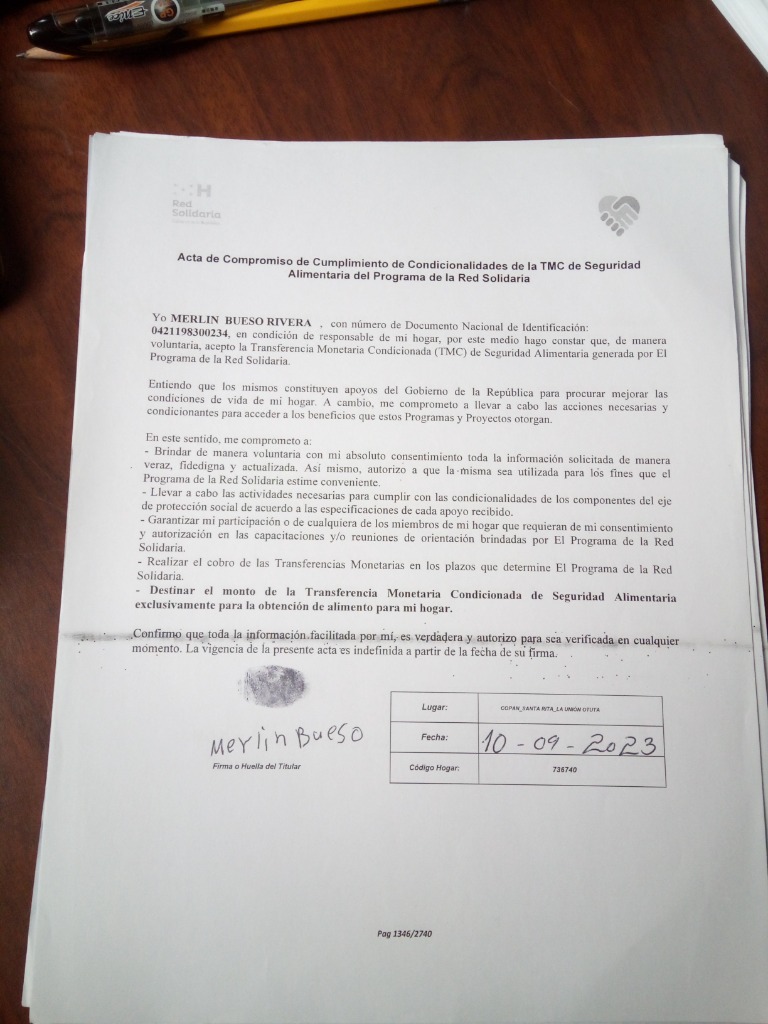 H
Red
Solidaria
Acta de Compromiso de Cumplimiento de Condicionalidades de la TMC de Seguridad
Alimentaria del Programa de la Red Solidaria
Yo MERLIN BUESO RIVERA , con número de Documento Nacional de Identificación:
0421198300234, en condición de responsable de mi hogar, por este medio hago constar que, de manera
voluntaria, acepto la Transferencia Monetaria Condicionada (TMC) de Seguridad Alimentaria generada por El
Programa de la Red Solidaria.
Entiendo que los mismos constituyen apoyos del Gobierno de la República para procurar mejorar las
condiciones de vida de mi hogar. A cambio, me comprometo a llevar a cabo las acciones necesarias y
condicionantes para acceder a los beneficios que estos Programas y Proyectos otorgan.
En este sentido, me comprometo a:
- Brindar de manera voluntaria con mi absoluto consentimiento toda la información solicitada de manera
veraz, fidedigna y actualizada. Así mismo, autorizo a que la misma sea utilizada para los fines que el
Programa de la Red Solidaria estime conveniente.
- Llevar a cabo las actividades necesarias para cumplir con las condicionalidades de los componentes del eje
de protección social de acuerdo a las especificaciones de cada apoyo recibido.
- Garantizar mi participación o de cualquiera de los miembros de mi hogar que requieran de mi consentimiento
y autorización en las capacitaciones y/o reuniones de orientación brindadas por El Programa de la Red
Solidaria.
- Realizar el cobro de las Transferencias Monetarias en los plazos que determine El Programa de la Red
Solidaria.
- Destinar el monto de la Transferencia Monetaria Condicionada de Seguridad Alimentaria
exclusivamente para la obtención de alimento para mi hogar.
Confirmo que toda la información facilitada por mí, es verdadera y autorizo para sea verificada en cualquier
momento. La vigencia de la presente acta es indefinida a partir de la fecha de su firma.
Merlin Bueso
Firma o Huella del Titular
Lugar: COPAN_SANTA RITA_LA UNIÓN OTUTA
Fecha: 10 - 09 - 2023
Código Hogar: 736740
Pag 1346/2740